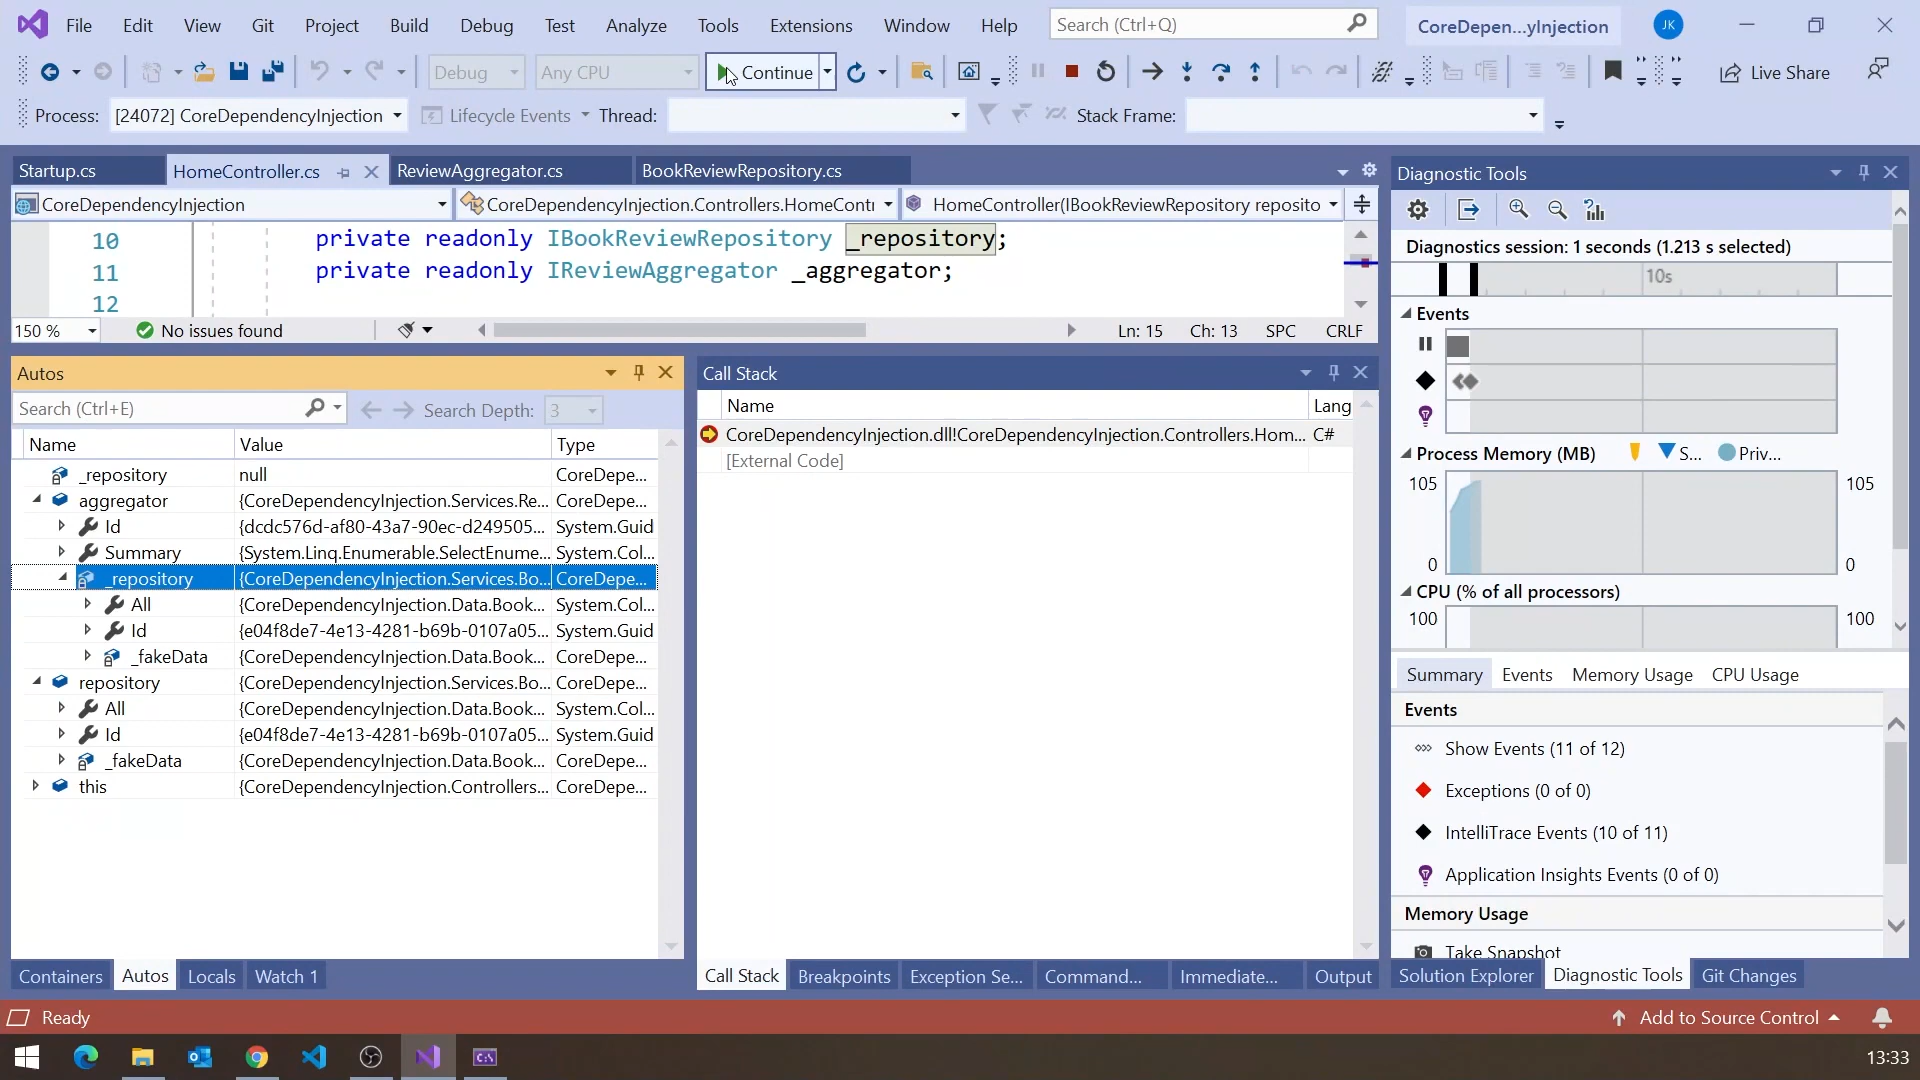 File Edit View Git Project Build Debug Test Analyze Tools Extensions Window Help Search (Ctrl+Q) CoreDepen...yInjection JK
Debug Any CPU Continue Live Share
Process: [24072] CoreDependencyInjection Lifecycle Events Thread: Stack Frame:
Startup.cs HomeController.cs ReviewAggregator.cs BookReviewRepository.cs
CoreDependencyInjection CoreDependencyInjection.Controllers.HomeContr HomeController(IBookReviewRepository reposito
10 private readonly IBookReviewRepository _repository;
11 private readonly IReviewAggregator _aggregator;
12
150 % No issues found Ln: 15 Ch: 13 SPC CRLF
Autos
Search (Ctrl+E) Search Depth: 3
Name Value Type
_repository null CoreDepe...
aggregator {CoreDependencyInjection.Services.Re... CoreDepe...
Id {dcdc576d-af80-43a7-90ec-d249505... System.Guid
Summary {System.Linq.Enumerable.SelectEnume... System.Col...
_repository {CoreDependencyInjection.Services.Bo... CoreDepe...
All {CoreDependencyInjection.Data.Book... System.Col...
Id {e04f8de7-4e13-4281-b69b-0107a05... System.Guid
_fakeData {CoreDependencyInjection.Data.Book... CoreDepe...
repository {CoreDependencyInjection.Services.Bo... CoreDepe...
All {CoreDependencyInjection.Data.Book... System.Col...
Id {e04f8de7-4e13-4281-b69b-0107a05... System.Guid
_fakeData {CoreDependencyInjection.Data.Book... CoreDepe...
this {CoreDependencyInjection.Controllers... CoreDepe...
Containers Autos Locals Watch 1
Call Stack
Name Lang
CoreDependencyInjection.dll!CoreDependencyInjection.Controllers.Hom... C#
[External Code]
Call Stack Breakpoints Exception Se... Command... Immediate... Output
Diagnostic Tools
Diagnostics session: 1 seconds (1.213 s selected)
10s
Events
Process Memory (MB) S... Priv...
105 105
0 0
CPU (% of all processors)
100 100
Summary Events Memory Usage CPU Usage
Events
Show Events (11 of 12)
Exceptions (0 of 0)
IntelliTrace Events (10 of 11)
Application Insights Events (0 of 0)
Memory Usage
Take Snapshot
Solution Explorer Diagnostic Tools Git Changes
Ready Add to Source Control
13:33